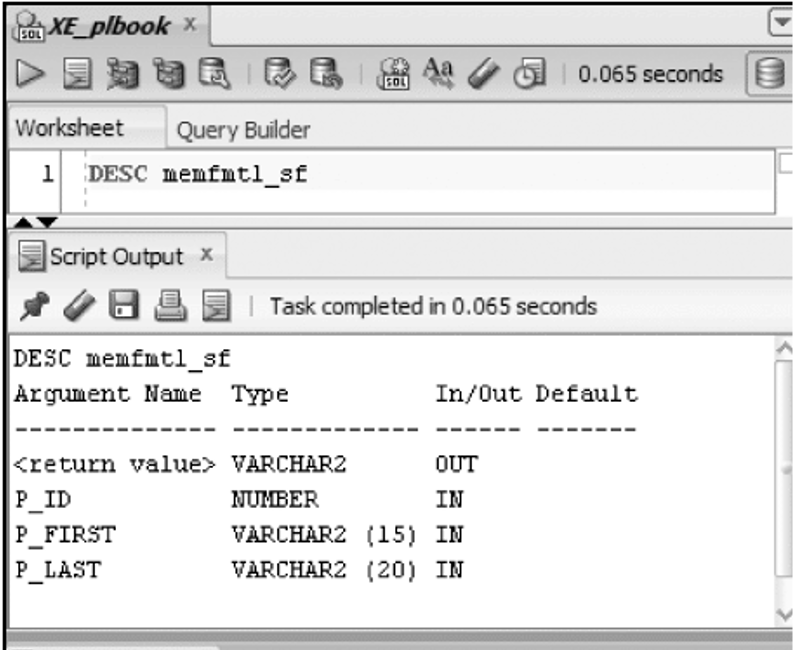 XE_plbook x
0.065 seconds
Worksheet Query Builder
1 DESC memfmt1_sf
Script Output x
Task completed in 0.065 seconds
DESC memfmt1_sf
Argument Name Type In/Out Default
-------------- ------------- ------ -------
<return value> VARCHAR2 OUT
P_ID NUMBER IN
P_FIRST VARCHAR2 (15) IN
P_LAST VARCHAR2 (20) IN